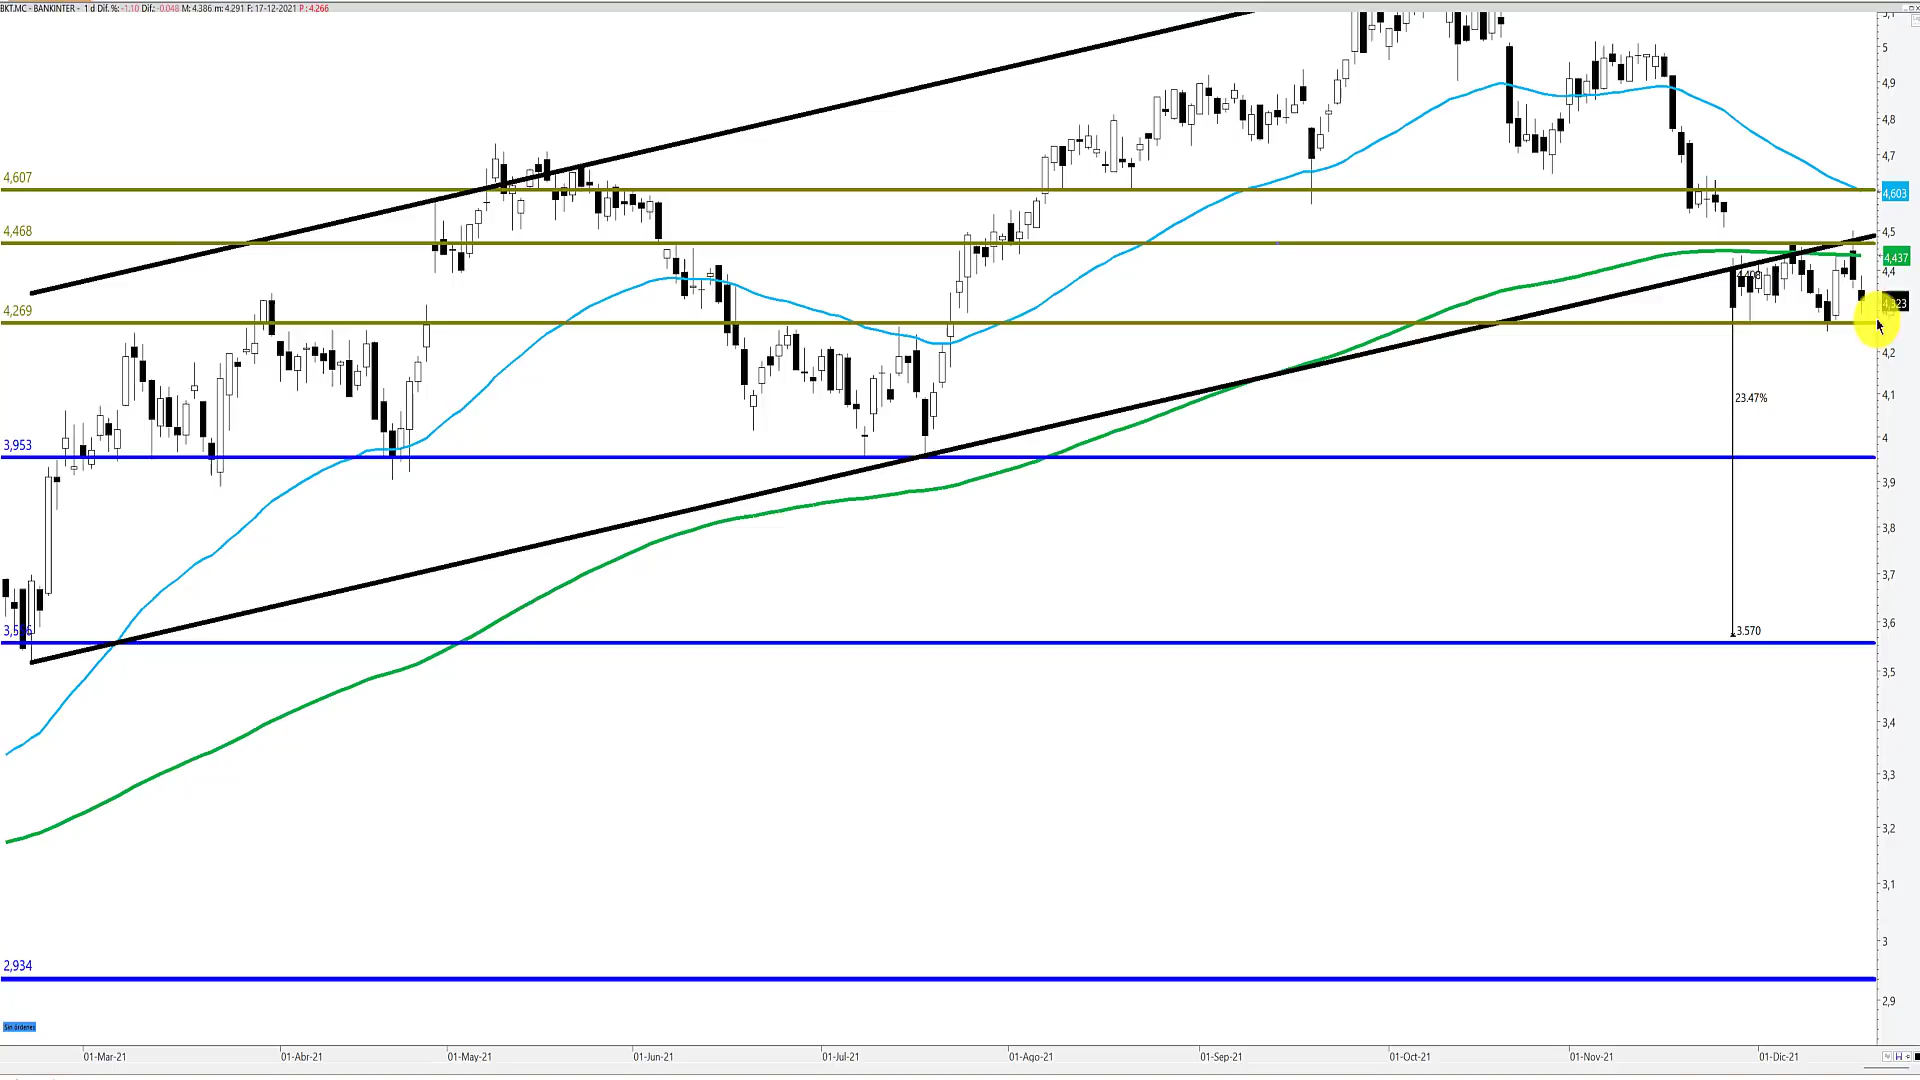 BKT.MC - BANKINTER - 1 d Dif. %: -1.10 Dif.: -0.048 M: 4.386 m: 4.291 F: 17-12-2021 P : 4.266
5
4,9
4,8
4,7
4,607
4,603
4,468
4,5
4,437
4,4
4.408
4,269
4,2
23.47%
4,1
3,953
4
3,9
3,8
3,7
3,6
3.570
3,5
3,4
3,3
3,2
3,1
3
2,934
2,9
Sin órdenes
01-Mar-21
01-Abr-21
01-May-21
01-Jun-21
01-Jul-21
01-Ago-21
01-Sep-21
01-Oct-21
01-Nov-21
01-Dic-21